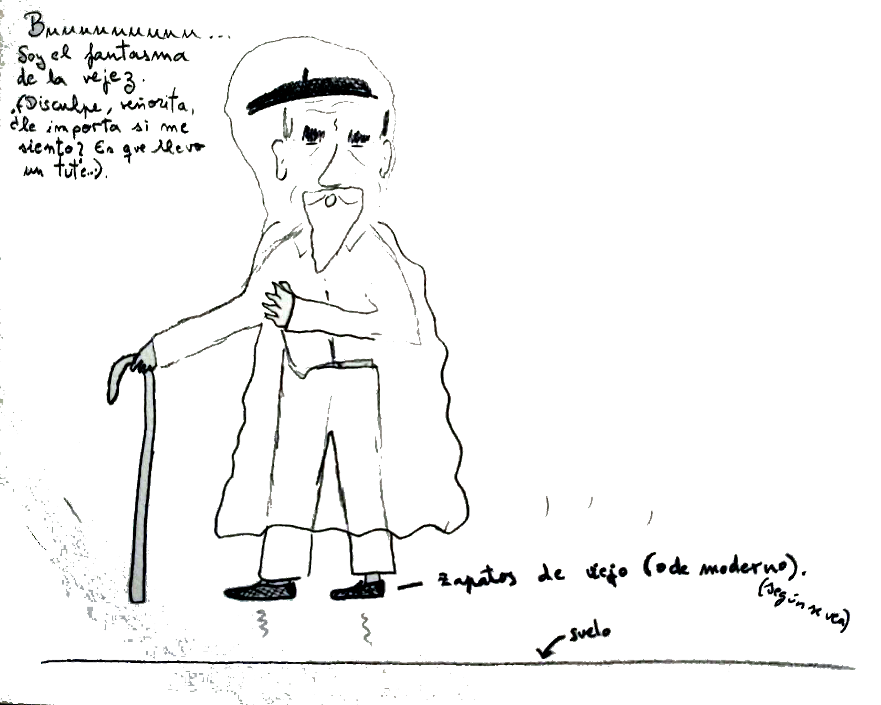 Buuuuuuuuuu...
Soy el fantasma
de la vejez.
(Disculpe, señorita,
¿le importa si me
siento? Es que llevo
un tute...).
zapatos de viejo (o de moderno).
(según se vea)
suelo